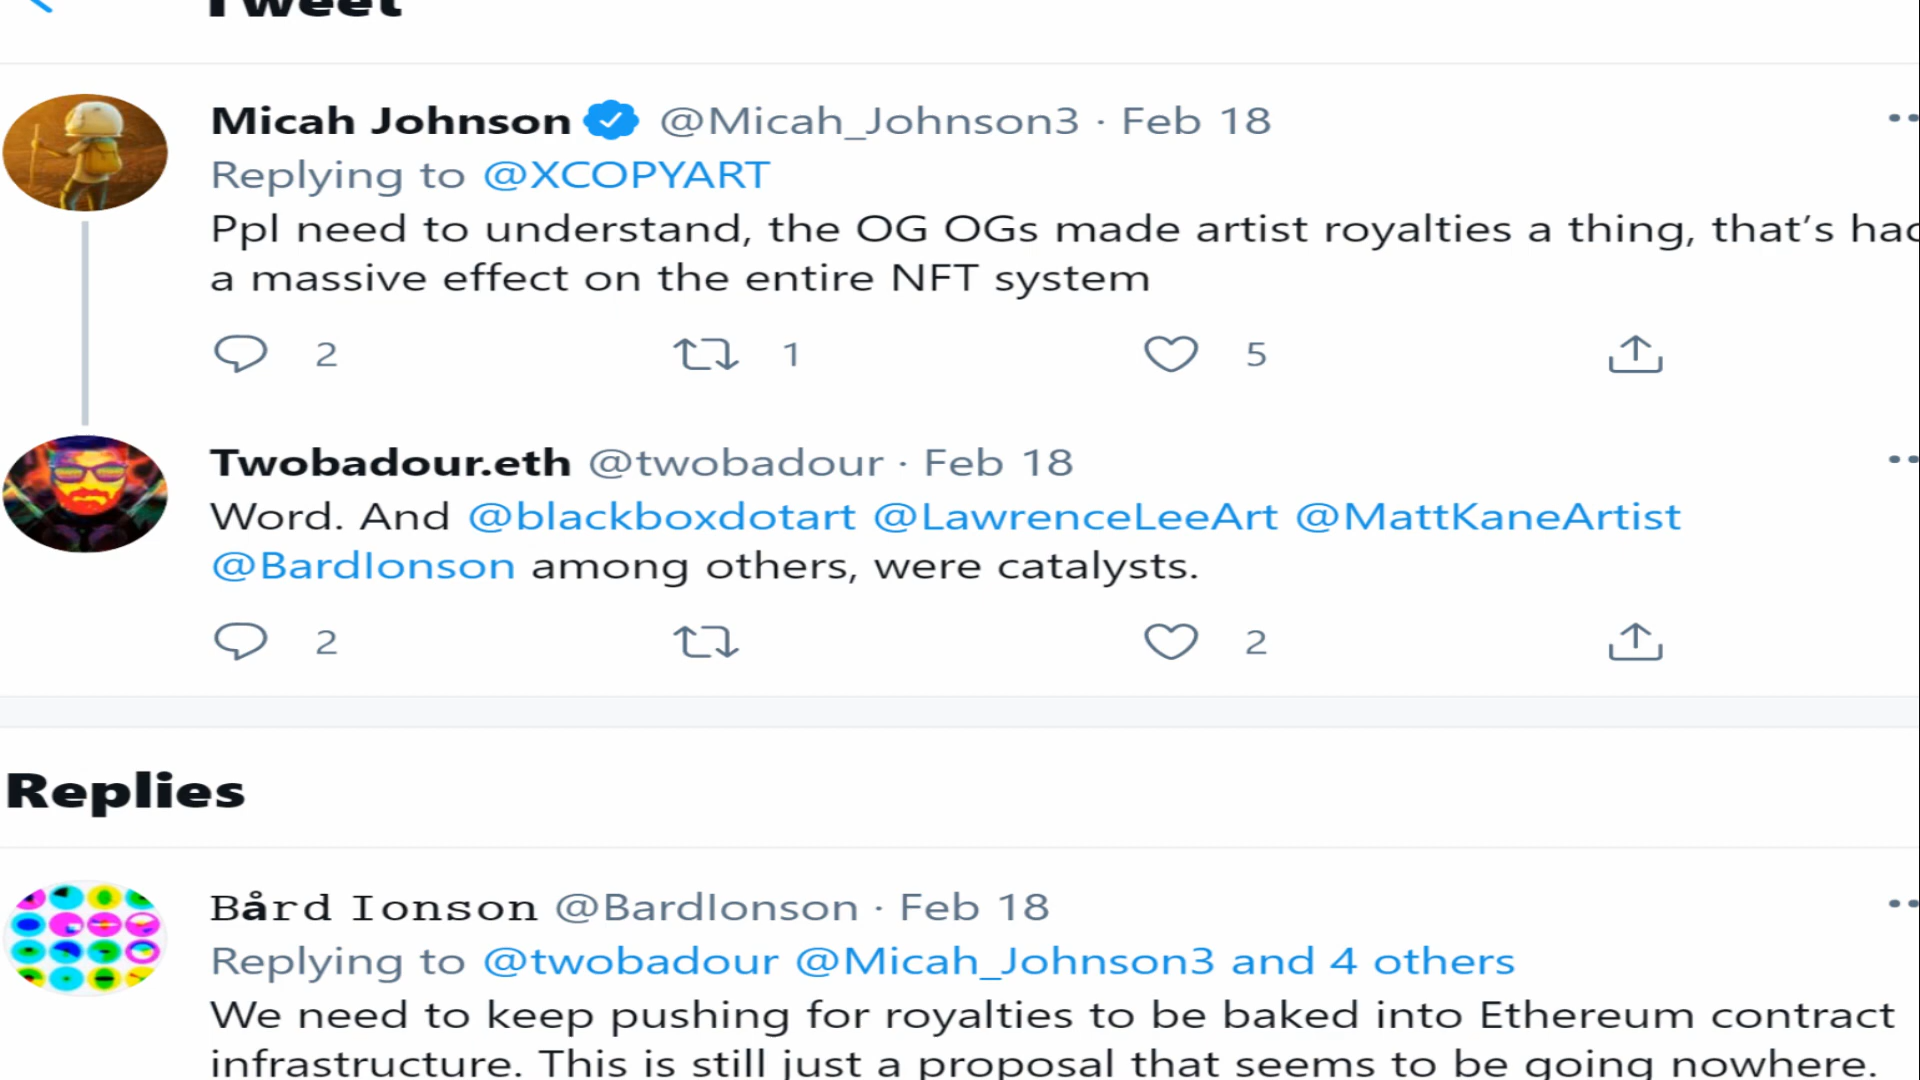 Tweet
Micah Johnson @Micah_Johnson3 · Feb 18
Replying to @XCOPYART
Ppl need to understand, the OG OGs made artist royalties a thing, that’s had
a massive effect on the entire NFT system
2 1 5
Twobadour.eth @twobadour · Feb 18
Word. And @blackboxdotart @LawrenceLeeArt @MattKaneArtist
@BardIonson among others, were catalysts.
2 2
Replies
Bård Ionson @BardIonson · Feb 18
Replying to @twobadour @Micah_Johnson3 and 4 others
We need to keep pushing for royalties to be baked into Ethereum contract
infrastructure. This is still just a proposal that seems to be going nowhere.